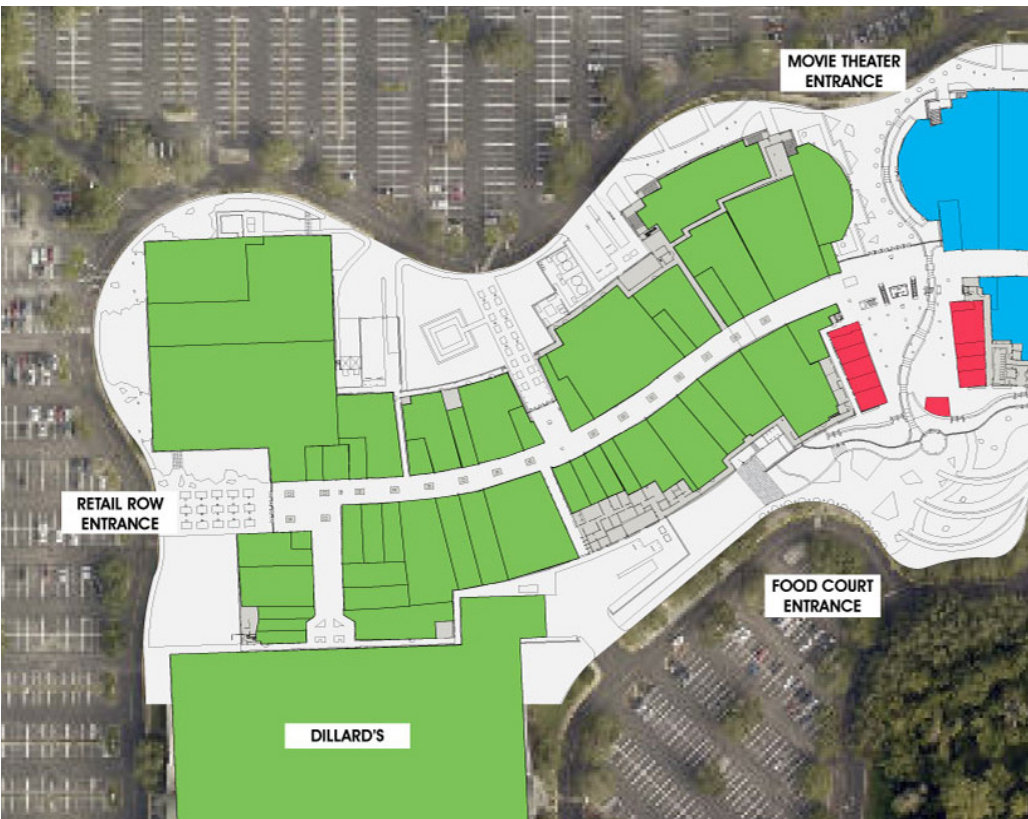 MOVIE THEATER
ENTRANCE
RETAIL ROW
ENTRANCE
FOOD COURT
ENTRANCE
DILLARD'S